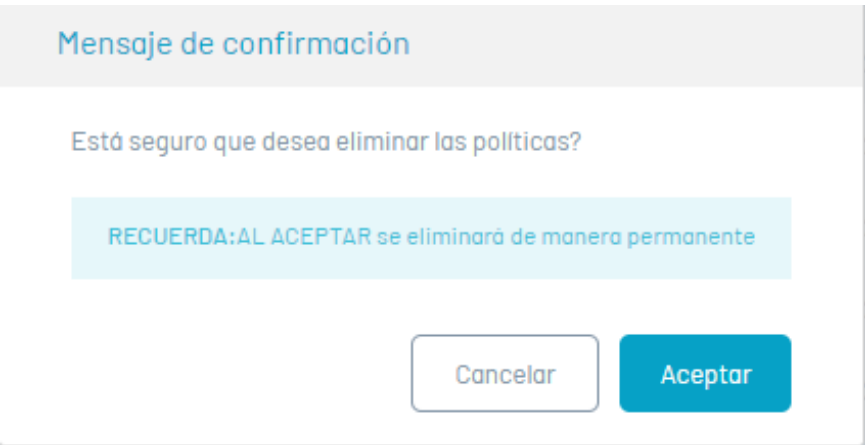 Mensaje de confirmación
Está seguro que desea eliminar las políticas?
RECUERDA:AL ACEPTAR se eliminará de manera permanente
Cancelar
Aceptar